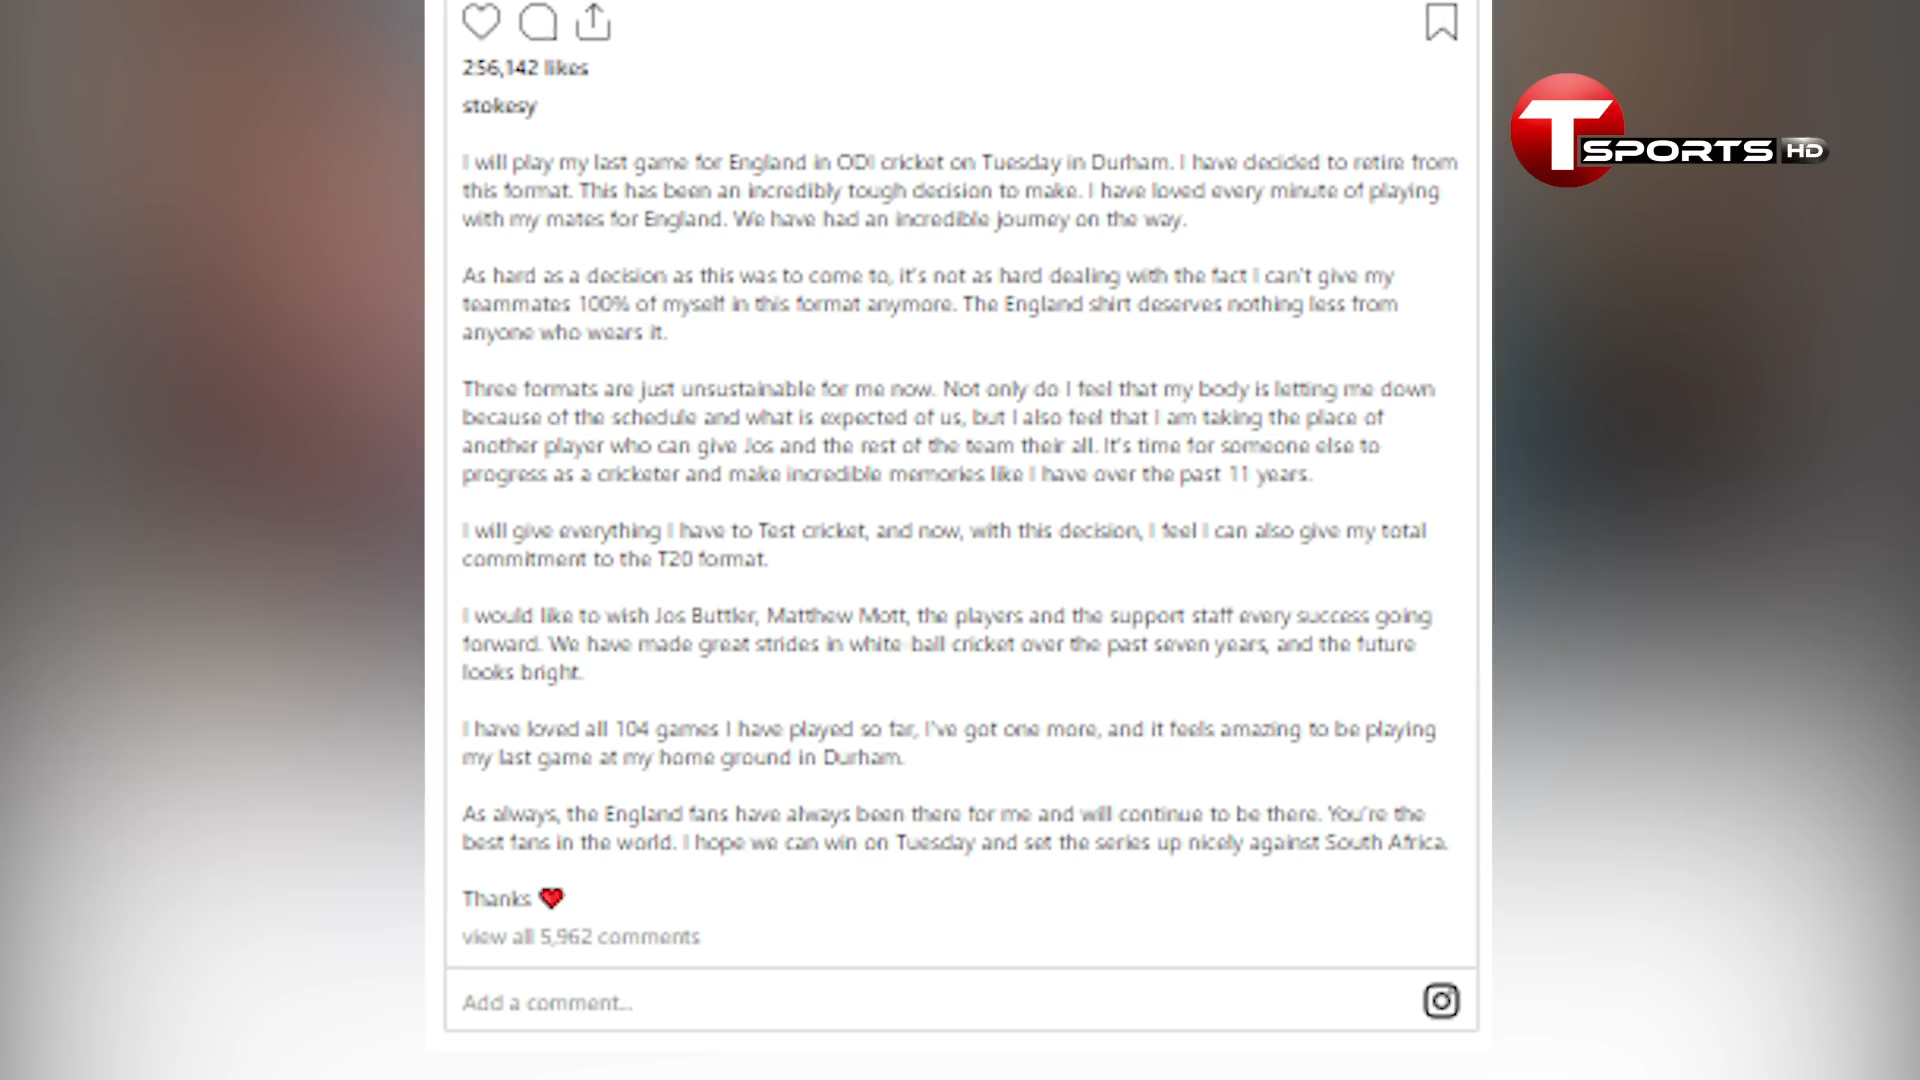 256,142 likes
stokesy
I will play my last game for England in ODI cricket on Tuesday in Durham. I have decided to retire from
this format. This has been an incredibly tough decision to make. I have loved every minute of playing
with my mates for England. We have had an incredible journey on the way.
As hard as a decision as this was to come to, it's not as hard dealing with the fact I can't give my
teammates 100% of myself in this format anymore. The England shirt deserves nothing less from
anyone who wears it.
Three formats are just unsustainable for me now. Not only do I feel that my body is letting me down
because of the schedule and what is expected of us, but I also feel that I am taking the place of
another player who can give Jos and the rest of the team their all. It's time for someone else to
progress as a cricketer and make incredible memories like I have over the past 11 years.
I will give everything I have to Test cricket, and now, with this decision, I feel I can also give my total
commitment to the T20 format.
I would like to wish Jos Buttler, Matthew Mott, the players and the support staff every success going
forward. We have made great strides in white-ball cricket over the past seven years, and the future
looks bright.
I have loved all 104 games I have played so far, I've got one more, and it feels amazing to be playing
my last game at my home ground in Durham.
As always, the England fans have always been there for me and will continue to be there. You're the
best fans in the world. I hope we can win on Tuesday and set the series up nicely against South Africa.
Thanks ❤️
view all 5,962 comments
Add a comment...
T SPORTS HD